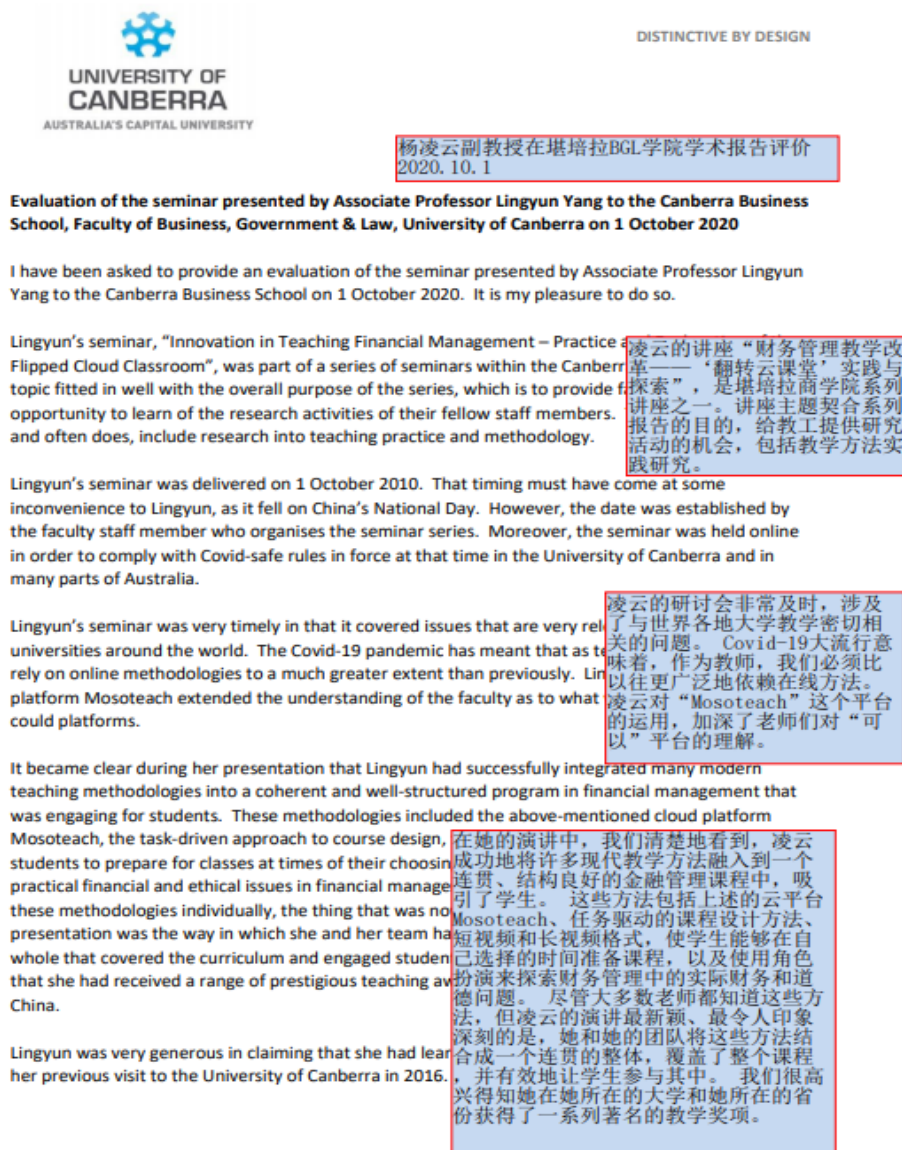 DISTINCTIVE BY DESIGN
UNIVERSITY OF
CANBERRA
AUSTRALIA'S CAPITAL UNIVERSITY
杨凌云副教授在堪培拉BGL学院学术报告评价
2020.10.1
Evaluation of the seminar presented by Associate Professor Lingyun Yang to the Canberra Business
School, Faculty of Business, Government & Law, University of Canberra on 1 October 2020
I have been asked to provide an evaluation of the seminar presented by Associate Professor Lingyun
Yang to the Canberra Business School on 1 October 2020.  It is my pleasure to do so.
Lingyun's seminar, "Innovation in Teaching Financial Management – Practice
Flipped Cloud Classroom", was part of a series of seminars within the Canberr
topic fitted in well with the overall purpose of the series, which is to provide f
opportunity to learn of the research activities of their fellow staff members.
and often does, include research into teaching practice and methodology.
凌云的讲座“财务管理教学改
革——‘翻转云课堂’实践与
探索”，是堪培拉商学院系列
讲座之一。讲座主题契合系列
报告的目的，给教工提供研究
活动的机会，包括教学方法实
践研究。
Lingyun's seminar was delivered on 1 October 2010.  That timing must have come at some
inconvenience to Lingyun, as it fell on China's National Day.  However, the date was established by
the faculty staff member who organises the seminar series.  Moreover, the seminar was held online
in order to comply with Covid-safe rules in force at that time in the University of Canberra and in
many parts of Australia.
Lingyun's seminar was very timely in that it covered issues that are very rel
universities around the world.  The Covid-19 pandemic has meant that as te
rely on online methodologies to a much greater extent than previously.  Lin
platform Mosoteach extended the understanding of the faculty as to what
could platforms.
凌云的研讨会非常及时，涉及
了与世界各地大学教学密切相
关的问题。 Covid-19大流行意
味着，作为教师，我们必须比
以往更广泛地依赖在线方法。
凌云对“Mosoteach”这个平台
的运用，加深了老师们对“可
以”平台的理解。
It became clear during her presentation that Lingyun had successfully integrated many modern
teaching methodologies into a coherent and well-structured program in financial management that
was engaging for students.  These methodologies included the above-mentioned cloud platform
Mosoteach, the task-driven approach to course design,
students to prepare for classes at times of their choosin
practical financial and ethical issues in financial manage
these methodologies individually, the thing that was no
presentation was the way in which she and her team ha
whole that covered the curriculum and engaged studen
that she had received a range of prestigious teaching aw
China.
Lingyun was very generous in claiming that she had lear
her previous visit to the University of Canberra in 2016.
在她的演讲中，我们清楚地看到，凌云
成功地将许多现代教学方法融入到一个
连贯、结构良好的金融管理课程中，吸
引了学生。 这些方法包括上述的云平台
Mosoteach、任务驱动的课程设计方法、
短视频和长视频格式，使学生能够在自
己选择的时间准备课程，以及使用角色
扮演来探索财务管理中的实际财务和道
德问题。 尽管大多数老师都知道这些方
法，但凌云的演讲最新颖、最令人印象
深刻的是，她和她的团队将这些方法结
合成一个连贯的整体，覆盖了整个课程
，并有效地让学生参与其中。 我们很高
兴得知她在她所在的大学和她所在的省
份获得了一系列著名的教学奖项。